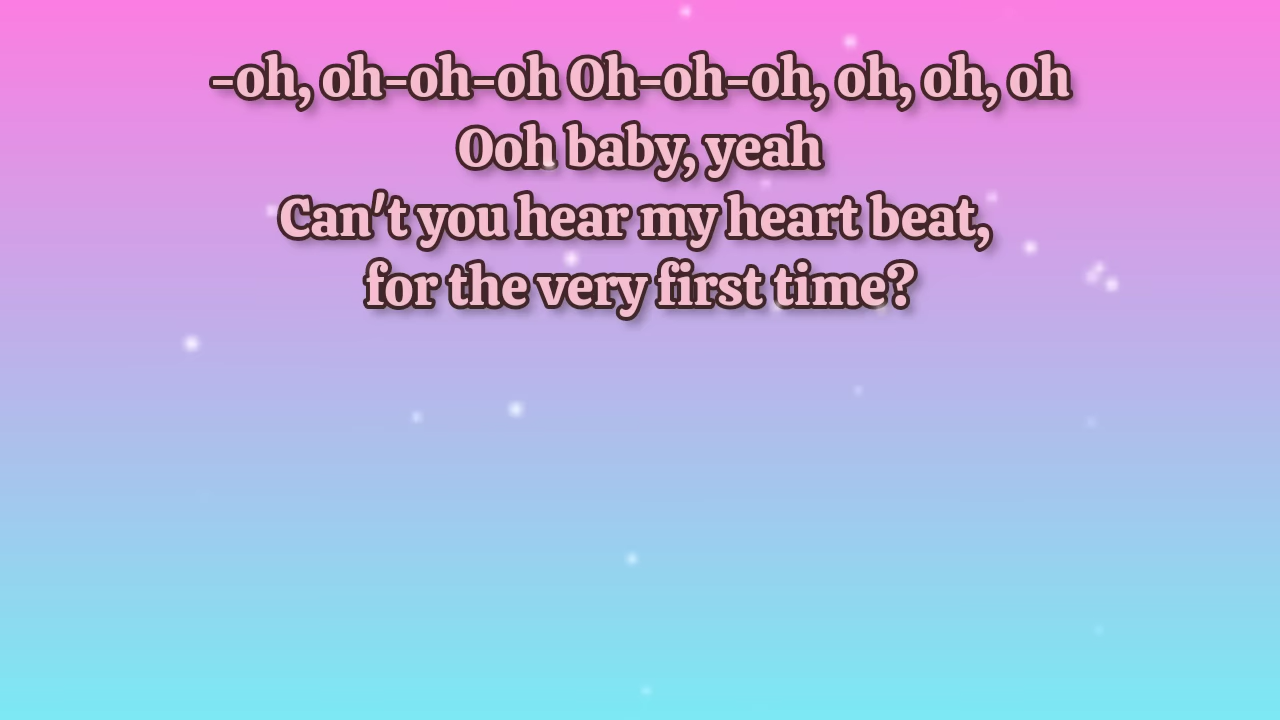 -oh, oh-oh-oh Oh-oh-oh, oh, oh, oh
Ooh baby, yeah
Can't you hear my heart beat,
for the very first time?